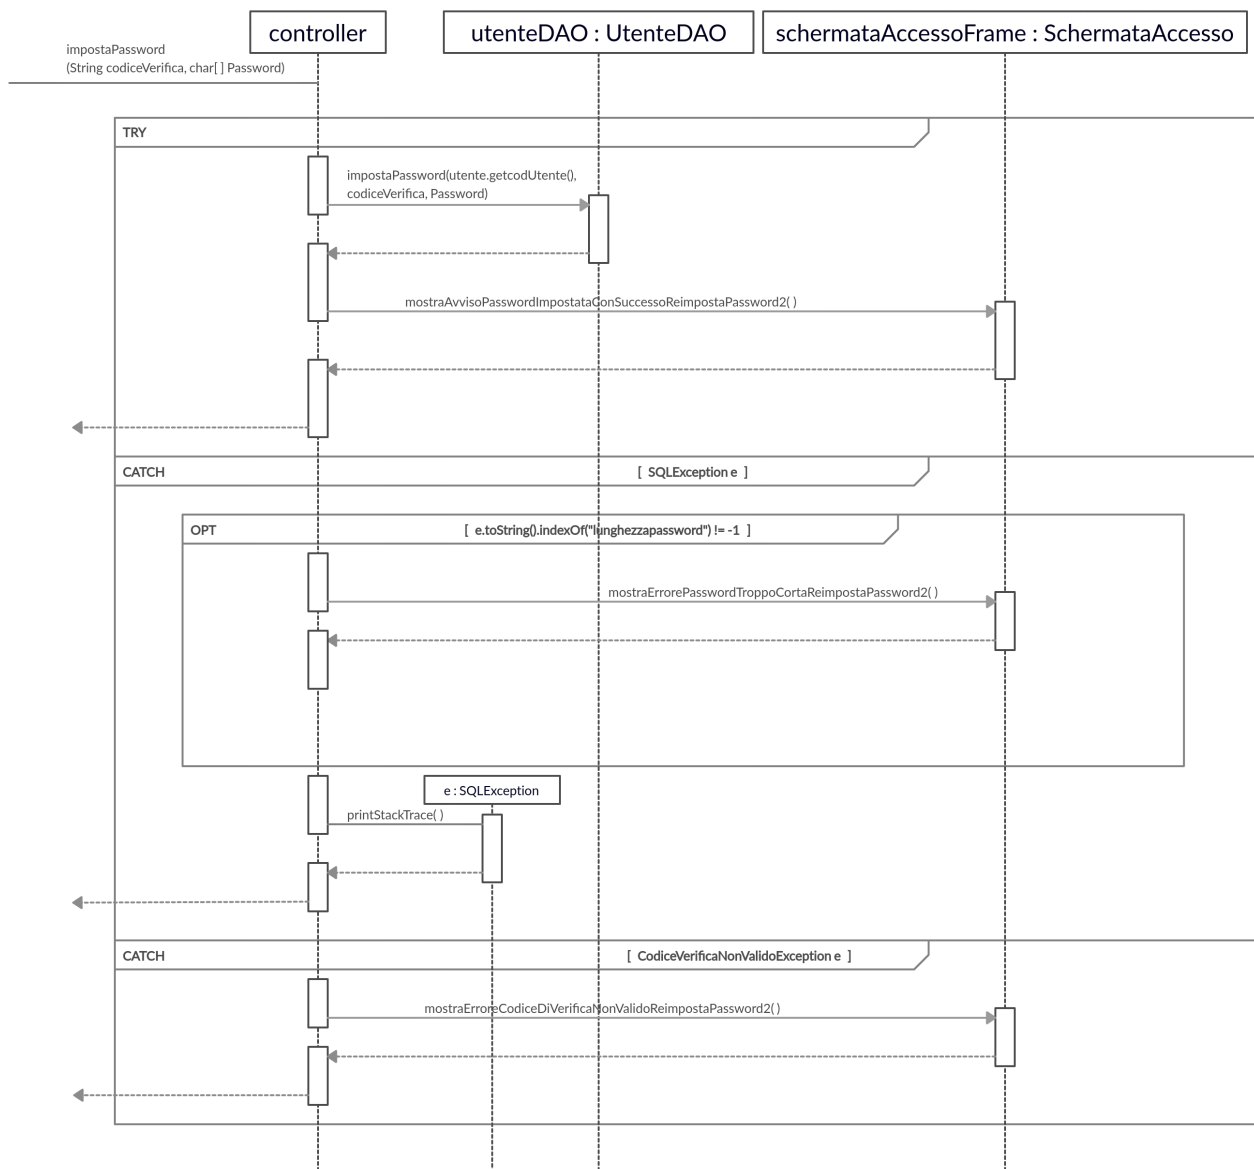 controller
utenteDAO : UtenteDAO
schermataAccessoFrame : SchermataAccesso
impostaPassword
(String codiceVerifica, char[ ] Password)
TRY
impostaPassword(utente.getcodUtente(),
codiceVerifica, Password)
mostraAvvisoPasswordImpostataConSuccessoReimpostaPassword2( )
CATCH [ SQLException e ]
OPT [ e.toString().indexOf("lunghezzapassword") != -1 ]
mostraErrorePasswordTroppoCortaReimpostaPassword2( )
e : SQLException
printStackTrace( )
CATCH [ CodiceVerificaNonValidoException e ]
mostraErroreCodiceDiVerificaNonValidoReimpostaPassword2( )